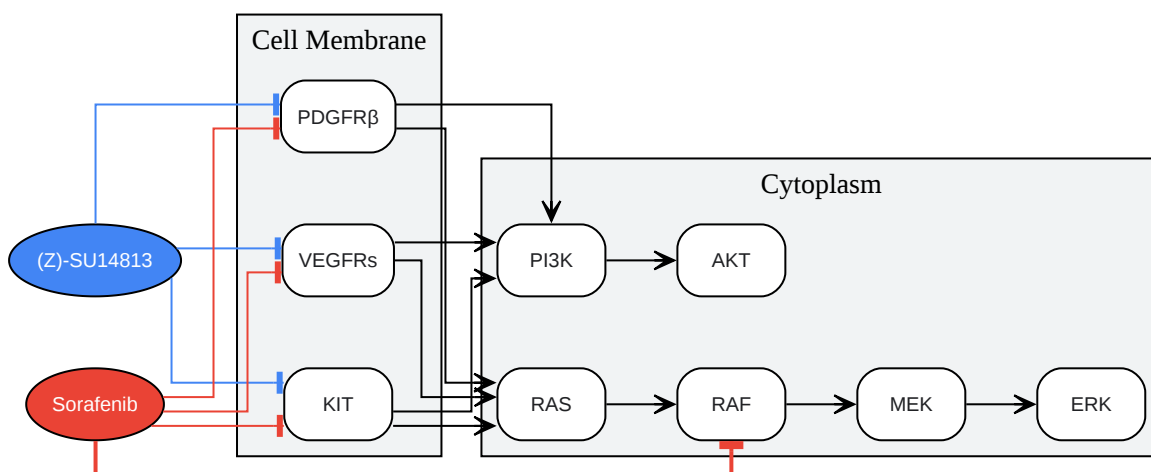 Cell Membrane
PDGFRβ
Cytoplasm
(Z)-SU14813
VEGFRs
PI3K
AKT
Sorafenib
KIT
RAS
RAF
MEK
ERK